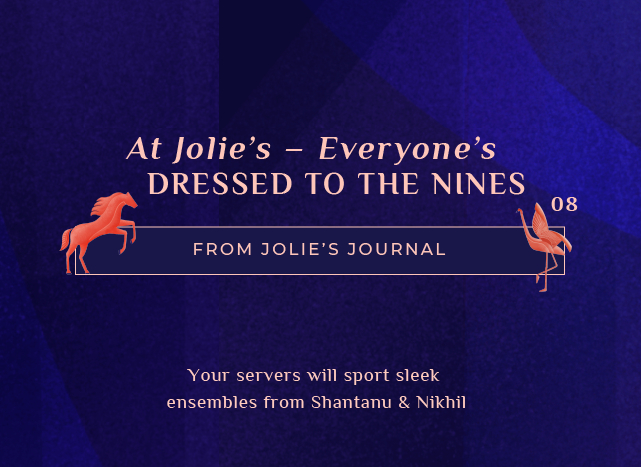 At Jolie’s – Everyone’s
DRESSED TO THE NINES
08
FROM JOLIE’S JOURNAL
Your servers will sport sleek
ensembles from Shantanu & Nikhil